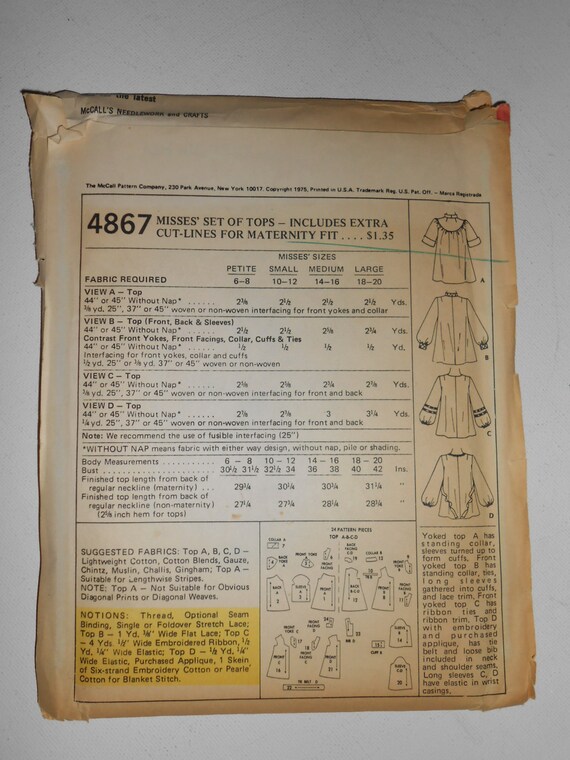 the latest
McCALL'S NEEDLEWORK and CRAFTS
The McCall Pattern Company, 230 Park Avenue, New York 10017. Copyright 1975, Printed in U.S.A. Trademark Reg. U.S. Pat. Off. – Marca Registrada
4867 MISSES' SET OF TOPS – INCLUDES EXTRA
CUT-LINES FOR MATERNITY FIT .... $1.35
MISSES' SIZES
PETITE SMALL MEDIUM LARGE
FABRIC REQUIRED 6–8 10–12 14–16 18–20
VIEW A – Top
44" or 45" Without Nap* ...... 2⅜ 2½ 2½ 2½ Yds.
⅜ yd. 25", 37" or 45" woven or non-woven interfacing for front yokes and collar
VIEW B – Top (Front, Back & Sleeves)
44" or 45" Without Nap* ...... 2½ 2½ 2⅝ 2¾ Yds.
Contrast Front Yokes, Front Facings, Collar, Cuffs & Ties
44" or 45" Without Nap* ...... ½ ½ ½ ½ Yd.
Interfacing for front yokes, collar and cuffs
½ yd. 25" or ⅜ yd. 37" or 45" woven or non-woven
VIEW C – Top
44" or 45" Without Nap* ...... 2⅝ 2⅝ 2¾ 2⅞ Yds.
⅛ yd. 25", 37" or 45" woven or non-woven interfacing for front and back
VIEW D – Top
44" or 45" Without Nap* ...... 2⅞ 2⅞ 3 3¼ Yds.
¼ yd. 25", 37" or 45" woven or non-woven interfacing for front and back
Note: We recommend the use of fusible interfacing (25")
*WITHOUT NAP means fabric with either way design, without nap, pile or shading.
Body Measurements ........... 6 – 8 10 – 12 14 – 16 18 – 20
Bust ........................ 30½ 31½ 32½ 34 36 38 40 42 Ins.
Finished top length from back of
regular neckline (maternity) ... 29¾ 30¼ 30¾ 31¼ "
Finished top length from back of
regular neckline (non-maternity) 27¼ 27¾ 28¼ 28¾ "
(2⅝ inch hem for tops)
A
B
C
D
SUGGESTED FABRICS: Top A, B, C, D –
Lightweight Cotton, Cotton Blends, Gauze,
Chintz, Muslin, Challis, Gingham; Top A –
Suitable for Lengthwise Stripes.
NOTE: Top A – Not Suitable for Obvious
Diagonal Prints or Diagonal Weaves.
NOTIONS: Thread, Optional Seam
Binding, Single or Foldover Stretch Lace;
Top B – 1 Yd. ⅜" Wide Flat Lace; Top C
– 4 Yds. ½" Wide Embroidered Ribbon, ½
Yd. ¼" Wide Elastic; Top D – ½ Yd. ¼"
Wide Elastic, Purchased Applique, 1 Skein
of Six-strand Embroidery Cotton or Pearle
Cotton for Blanket Stitch.
24 PATTERN PIECES
TOP A-B-C-D
Yoked top A has
standing collar,
sleeves turned up to
form cuffs. Front
yoked top B has
standing collar, ties,
long sleeves
gathered into cuffs,
and lace trim. Front
yoked top C has
ribbon ties and
ribbon trim. Top D
with embroidery
and purchased
applique, has tie
belt and loose bib
included in neck
and shoulder seams.
Long sleeves C, D
have elastic in wrist
casings.